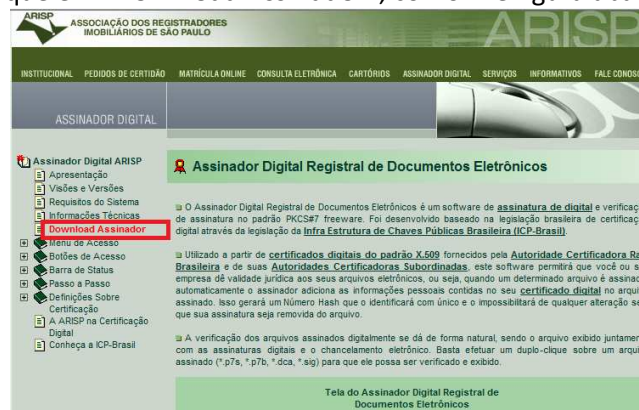 ARISP
ASSOCIAÇÃO DOS REGISTRADORES
IMOBILIÁRIOS DE SÃO PAULO
ARISP
INSTITUCIONAL PEDIDOS DE CERTIDÃO MATRÍCULA ONLINE CONSULTA ELETRÔNICA CARTÓRIOS ASSINADOR DIGITAL SERVIÇOS INFORMATIVOS FALE CONOSC
ASSINADOR DIGITAL
Assinador Digital ARISP
Apresentação
Visões e Versões
Requisitos do Sistema
Informações Técnicas
Download Assinador
Menu de Acesso
Botões de Acesso
Barra de Status
Passo a Passo
Definições Sobre
Certificação
A ARISP na Certificação
Digital
Conheça a ICP-Brasil
Assinador Digital Registral de Documentos Eletrônicos
O Assinador Digital Registral de Documentos Eletrônicos é um software de assinatura de digital e verificaç
de assinatura no padrão PKCS#7 freeware. Foi desenvolvido baseado na legislação brasileira de certificaç
digital através da legislação da Infra Estrutura de Chaves Públicas Brasileira (ICP-Brasil).
Utilizado a partir de certificados digitais do padrão X.509 fornecidos pela Autoridade Certificadora Ra
Brasileira e de suas Autoridades Certificadoras Subordinadas, este software permitirá que você ou s
empresa dê validade jurídica aos seus arquivos eletrônicos, ou seja, quando um determinado arquivo é assinad
automaticamente o assinador adiciona as informações pessoais contidas no seu certificado digital no arqui
assinado. Isso gerará um Número Hash que o identificará com único e o impossibilitará de qualquer alteração se
que sua assinatura seja removida do arquivo.
A verificação dos arquivos assinados digitalmente se dá de forma natural, sendo o arquivo exibido juntamen
com as assinaturas digitais e o chancelamento eletrônico. Basta efetuar um duplo-clique sobre um arqui
assinado (*.p7s, *.p7b, *.dca, *.sig) para que ele possa ser verificado e exibido.
Tela do Assinador Digital Registral de
Documentos Eletrônicos